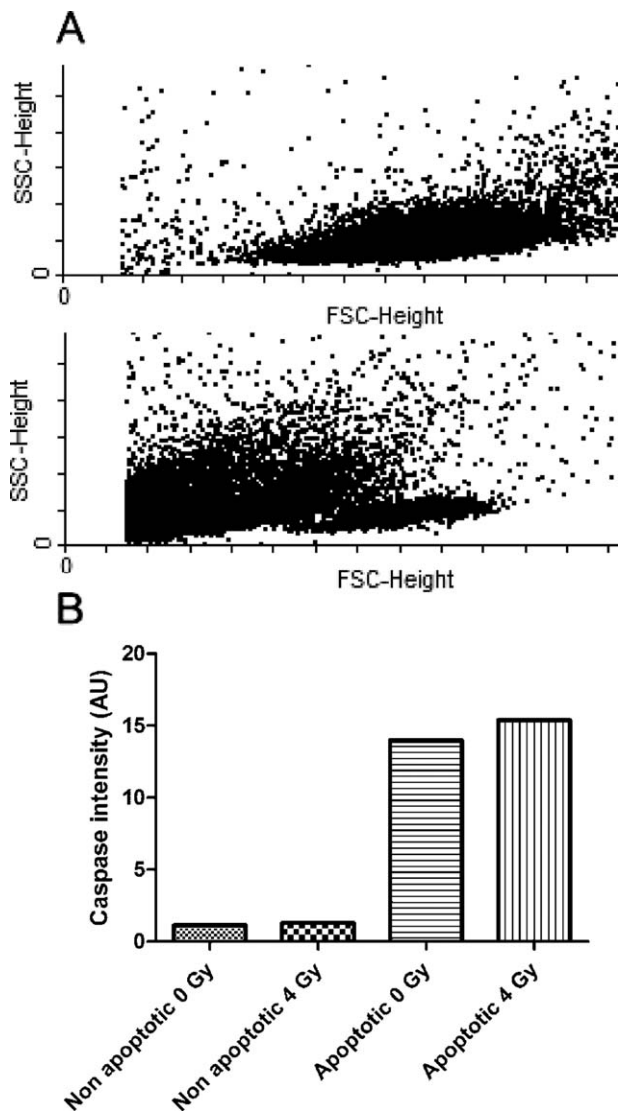 A
SSC-Height
0
0
FSC-Height
SSC-Height
0
0
FSC-Height
B
Caspase intensity (AU)
20
15
10
5
0
Non apoptotic 0 Gy
Non apoptotic 4 Gy
Apoptotic 0 Gy
Apoptotic 4 Gy